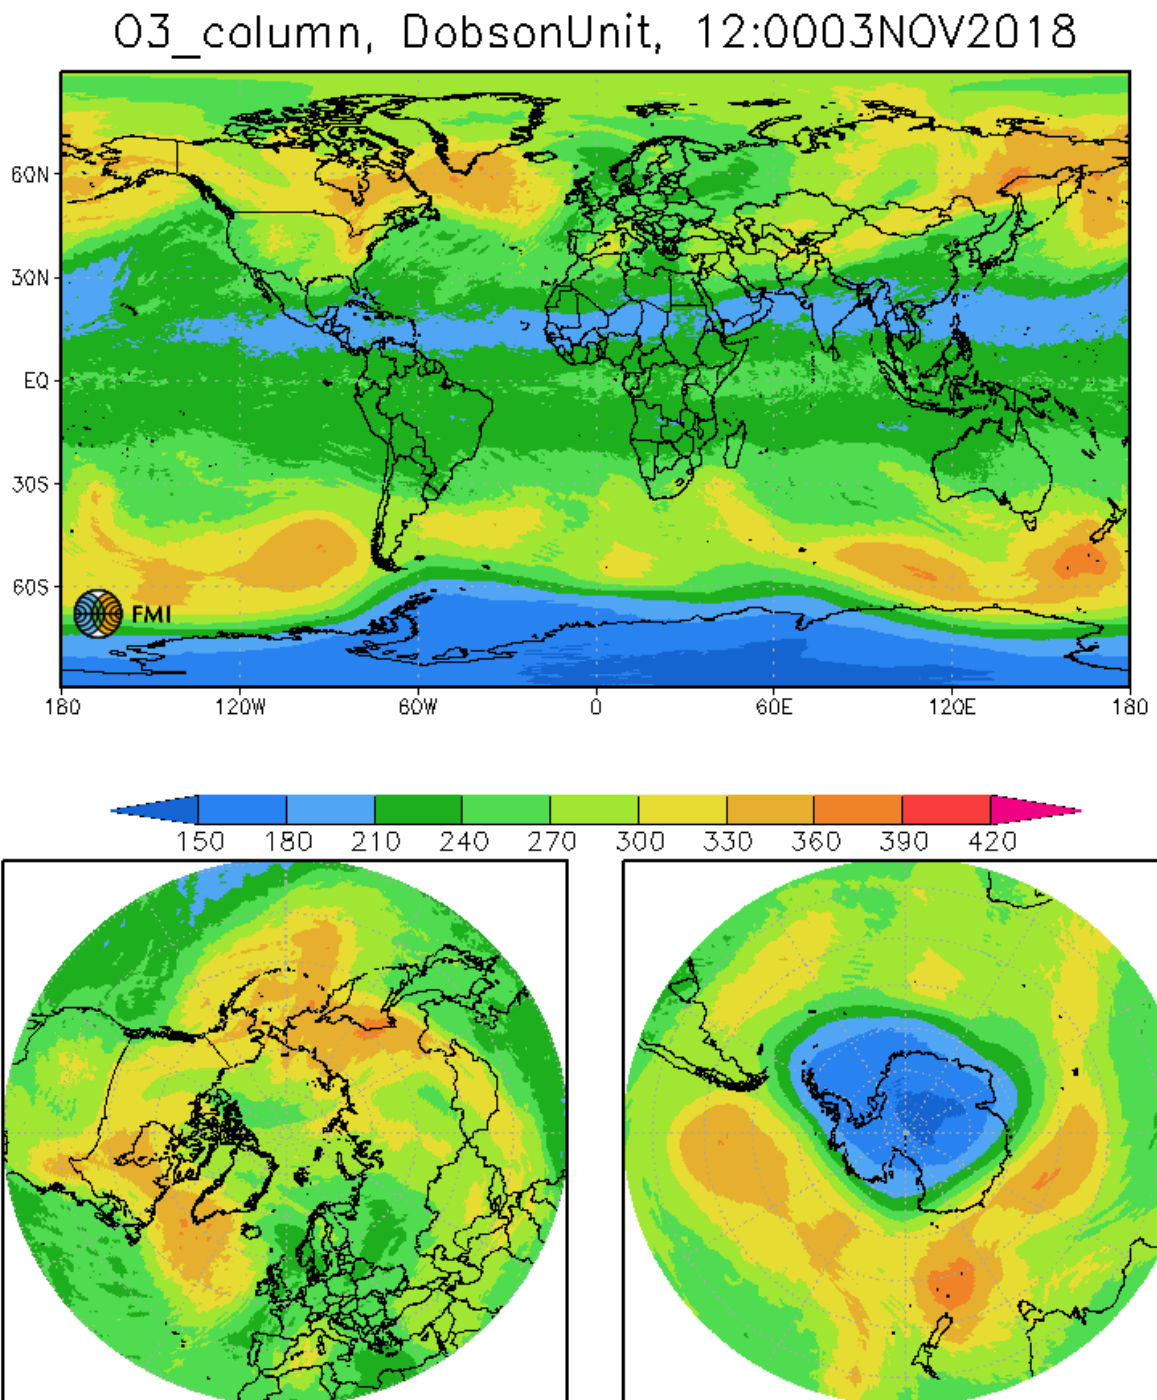 O3_column, DobsonUnit, 12:0003NOV2018
60N
30N
EQ
30S
60S
FMI
180 120W 60W 0 60E 120E 180
150 180 210 240 270 300 330 360 390 420